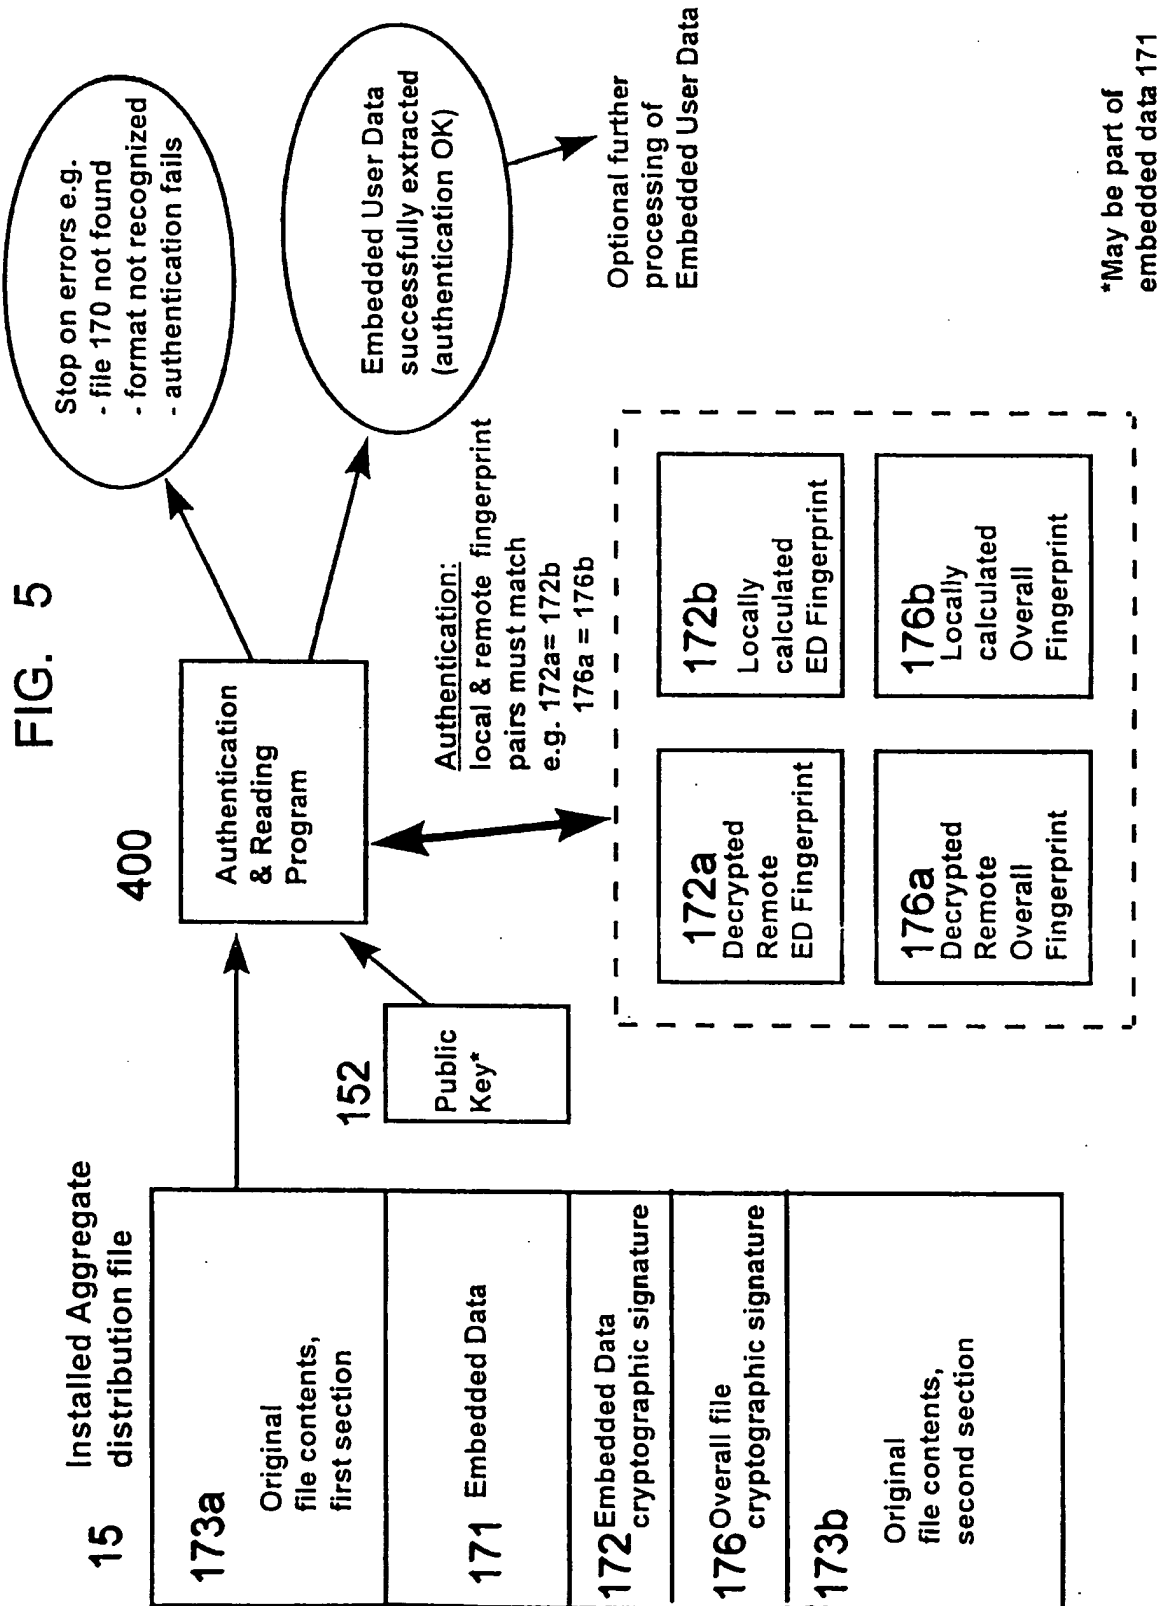 FIG. 5
15
Installed Aggregate
distribution file
173a
Original
file contents,
first section
171 Embedded Data
172 Embedded Data
cryptographic signature
176 Overall file
cryptographic signature
173b
Original
file contents,
second section
152
Public
Key*
400
Authentication
& Reading
Program
Stop on errors e.g.
- file 170 not found
- format not recognized
- authentication fails
Embedded User Data
successfully extracted
(authentication OK)
Optional further
processing of
Embedded User Data
Authentication:
local & remote fingerprint
pairs must match
e.g. 172a= 172b
176a = 176b
172a
Decrypted
Remote
ED Fingerprint
172b
Locally
calculated
ED Fingerprint
176a
Decrypted
Remote
Overall
Fingerprint
176b
Locally
calculated
Overall
Fingerprint
*May be part of
embedded data 171